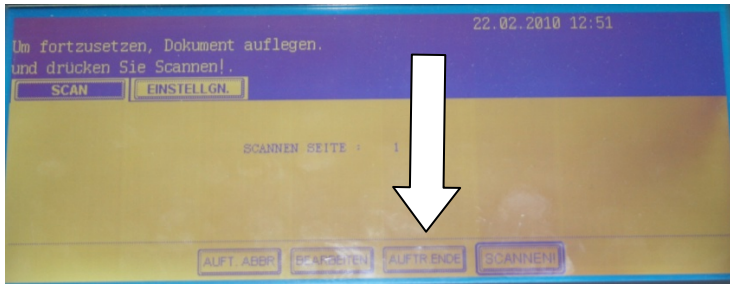 22.02.2010 12:51
Um fortzusetzen, Dokument auflegen.
und drücken Sie Scannen!.
SCAN EINSTELLGN.
SCANNEN SEITE : 1
AUFT. ABBR BEARBEITEN AUFTR.ENDE SCANNEN!